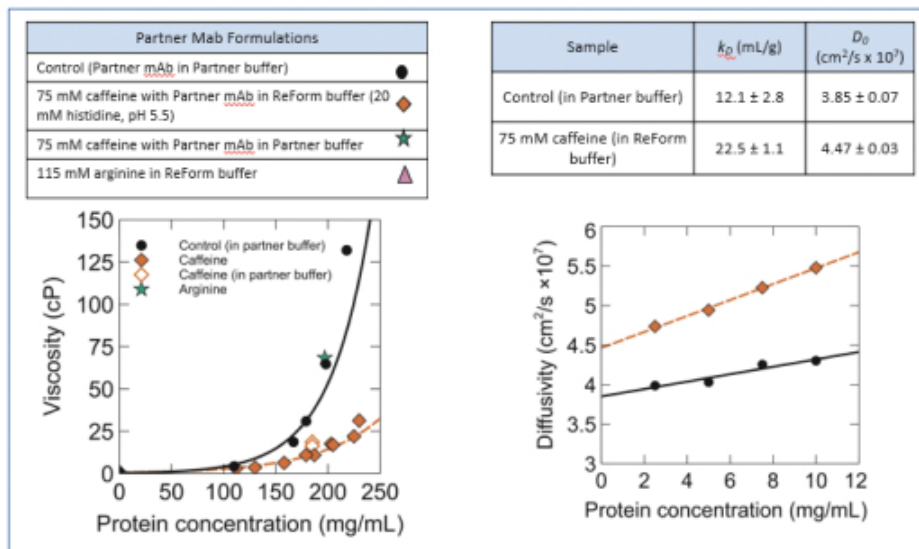 Partner Mab Formulations
Control (Partner mAb in Partner buffer)
75 mM caffeine with Partner mAb in ReForm buffer (20
mM histidine, pH 5.5)
75 mM caffeine with Partner mAb in Partner buffer
115 mM arginine in ReForm buffer
Sample
k_D (mL/g)
D_0
(cm²/s x 10⁷)
Control (in Partner buffer)
12.1 ± 2.8
3.85 ± 0.07
75 mM caffeine (in ReForm
buffer)
22.5 ± 1.1
4.47 ± 0.03
150
125
100
75
50
25
0
Viscosity (cP)
Control (in partner buffer)
Caffeine
Caffeine (in partner buffer)
Arginine
0 50 100 150 200 250
Protein concentration (mg/mL)
6
5.5
5
4.5
4
3.5
3
Diffusivity (cm²/s ×10⁷)
0 2 4 6 8 10 12
Protein concentration (mg/mL)